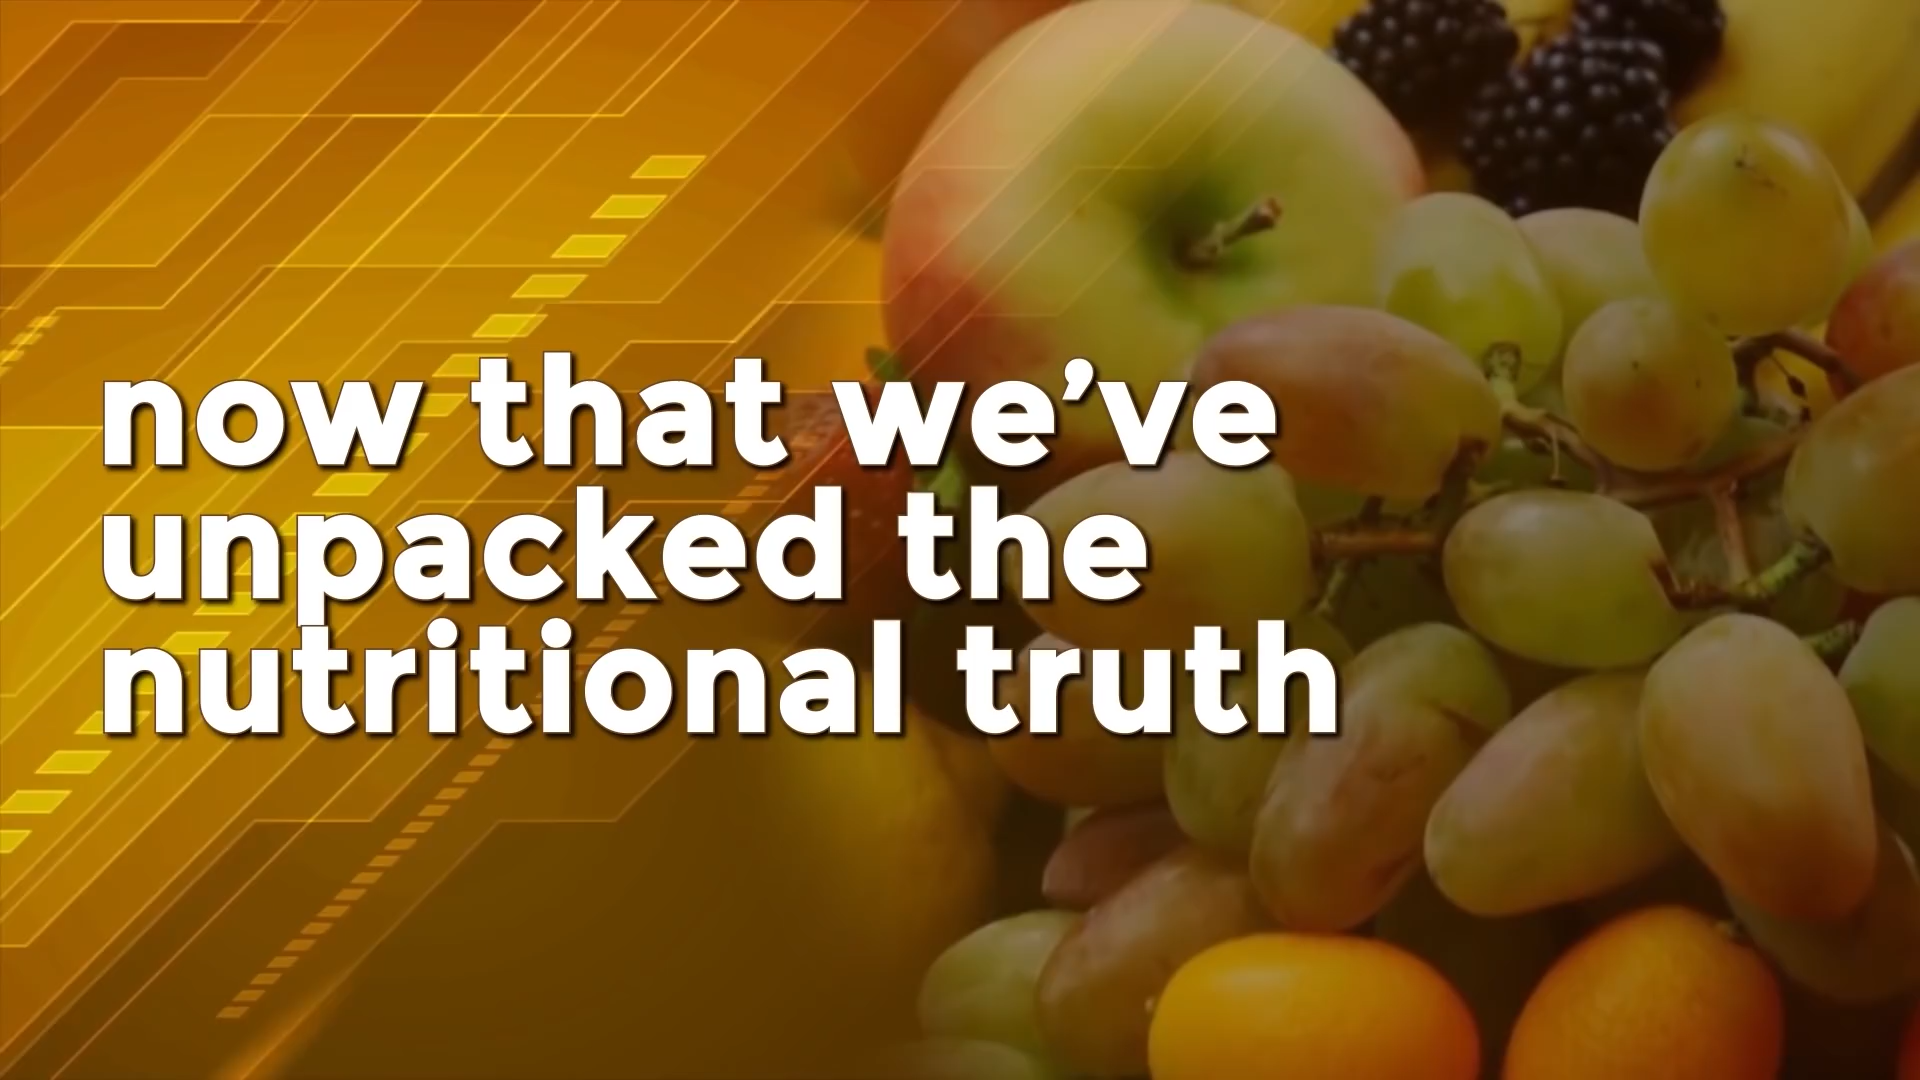 now that we’ve
unpacked the
nutritional truth